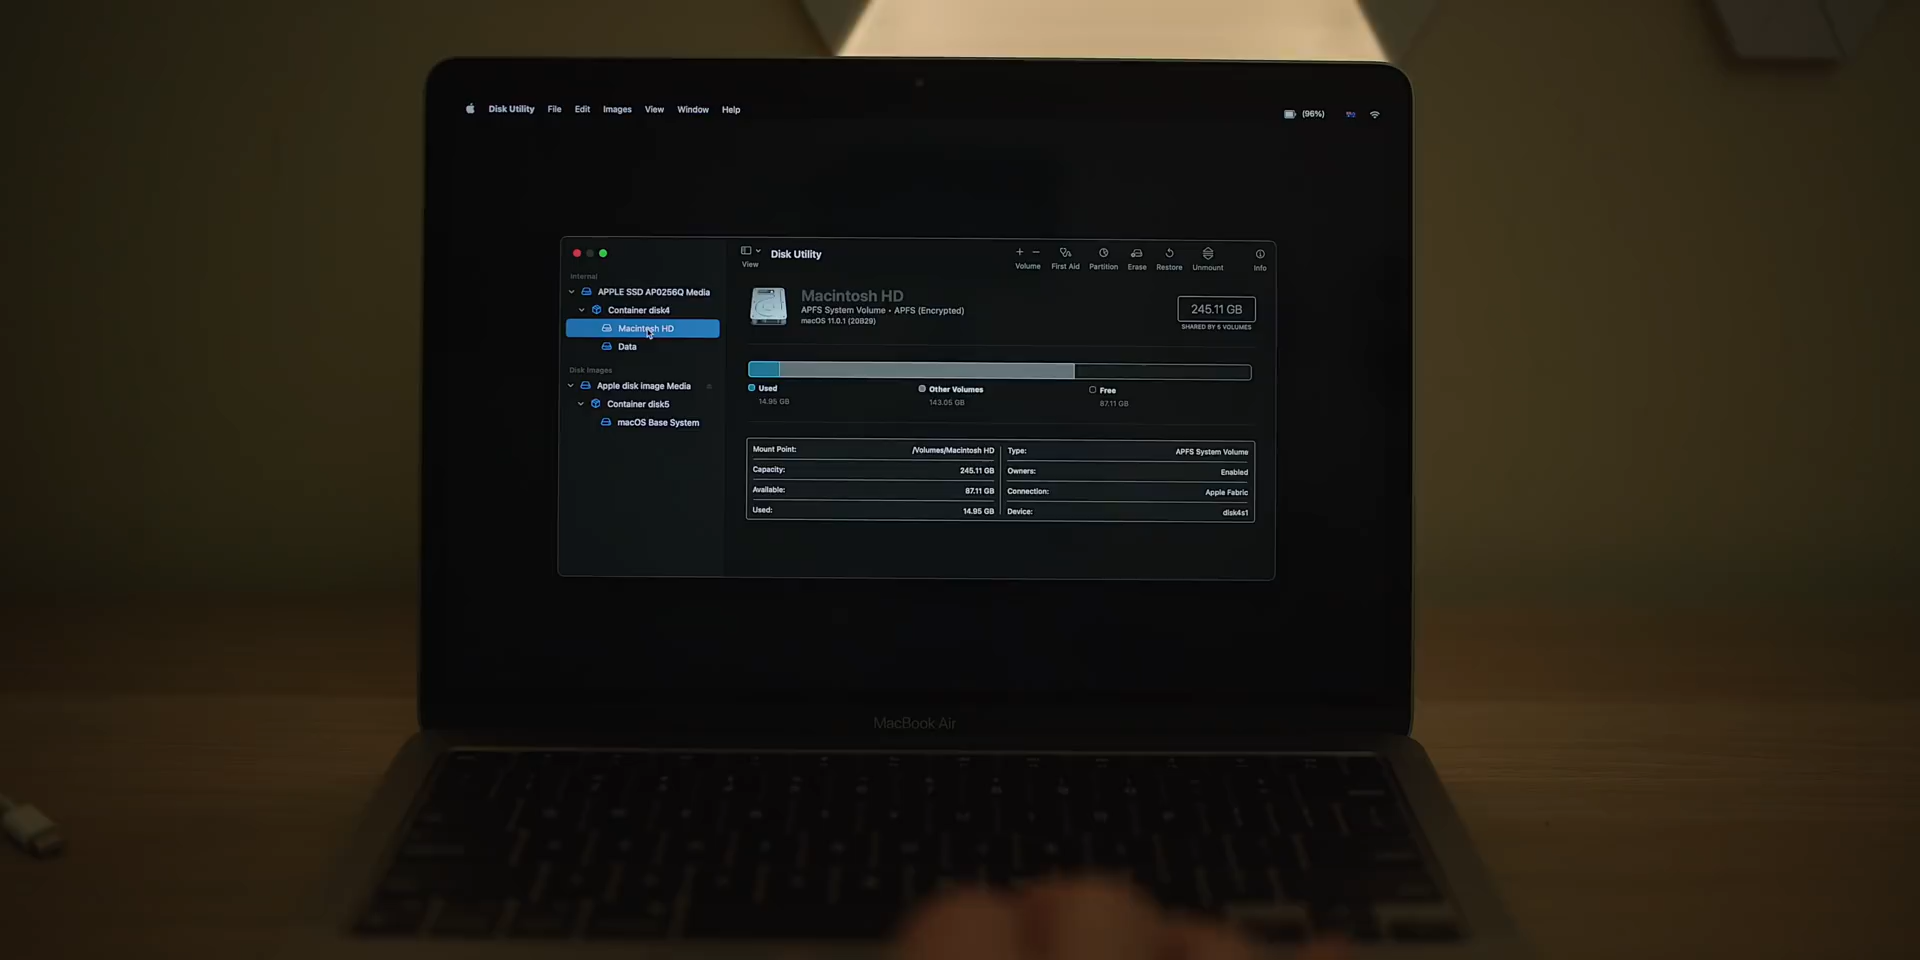 Disk Utility File Edit Images View Window Help
(96%)
View
Disk Utility
Volume First Aid Partition Erase Restore Unmount Info
Internal
APPLE SSD AP0256Q Media
Container disk4
Macintosh HD
Data
Disk Images
Apple disk image Media
Container disk5
macOS Base System
Macintosh HD
APFS System Volume • APFS (Encrypted)
macOS 11.0.1 (20B29)
245.11 GB
SHARED BY 5 VOLUMES
Used
14.95 GB
Other Volumes
143.05 GB
Free
87.11 GB
Mount Point: /Volumes/Macintosh HD
Capacity: 245.11 GB
Available: 87.11 GB
Used: 14.95 GB
Type: APFS System Volume
Owners: Enabled
Connection: Apple Fabric
Device: disk4s1
MacBook Air